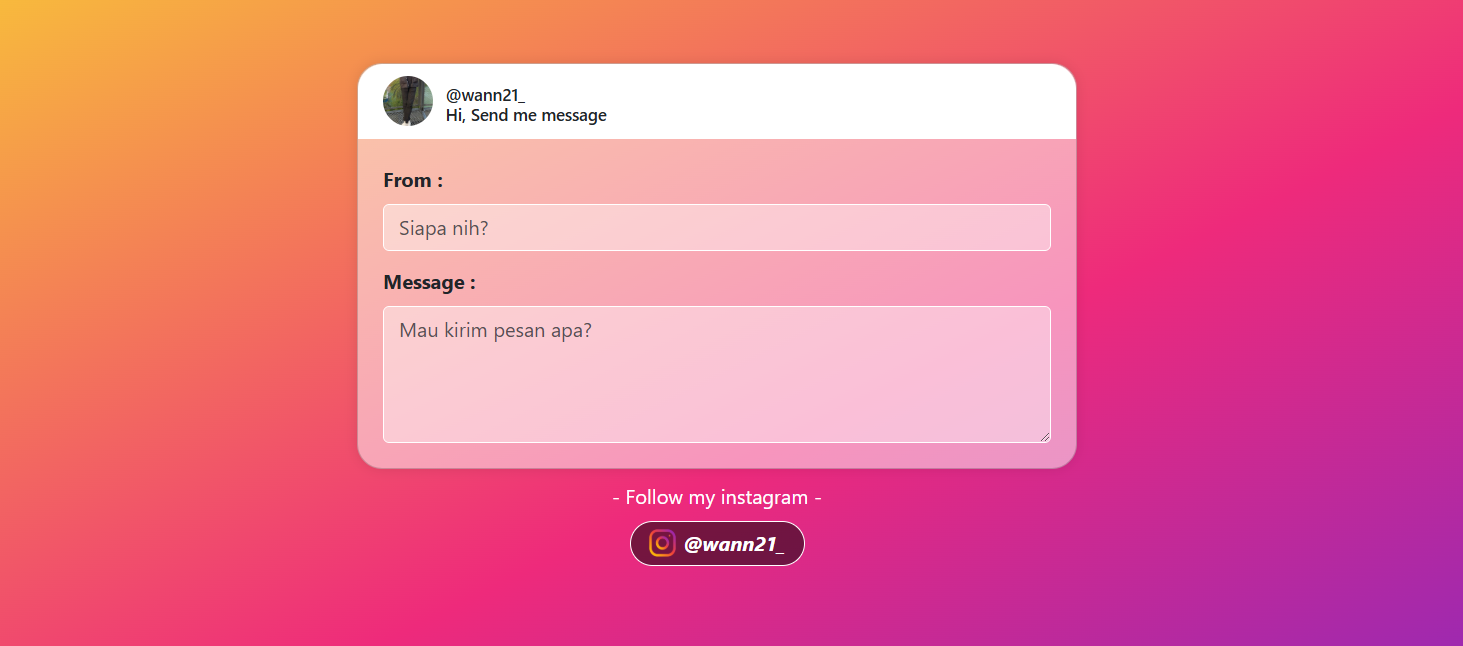 @wann21_
Hi, Send me message
From :
Siapa nih?
Message :
Mau kirim pesan apa?
- Follow my instagram -
@wann21_